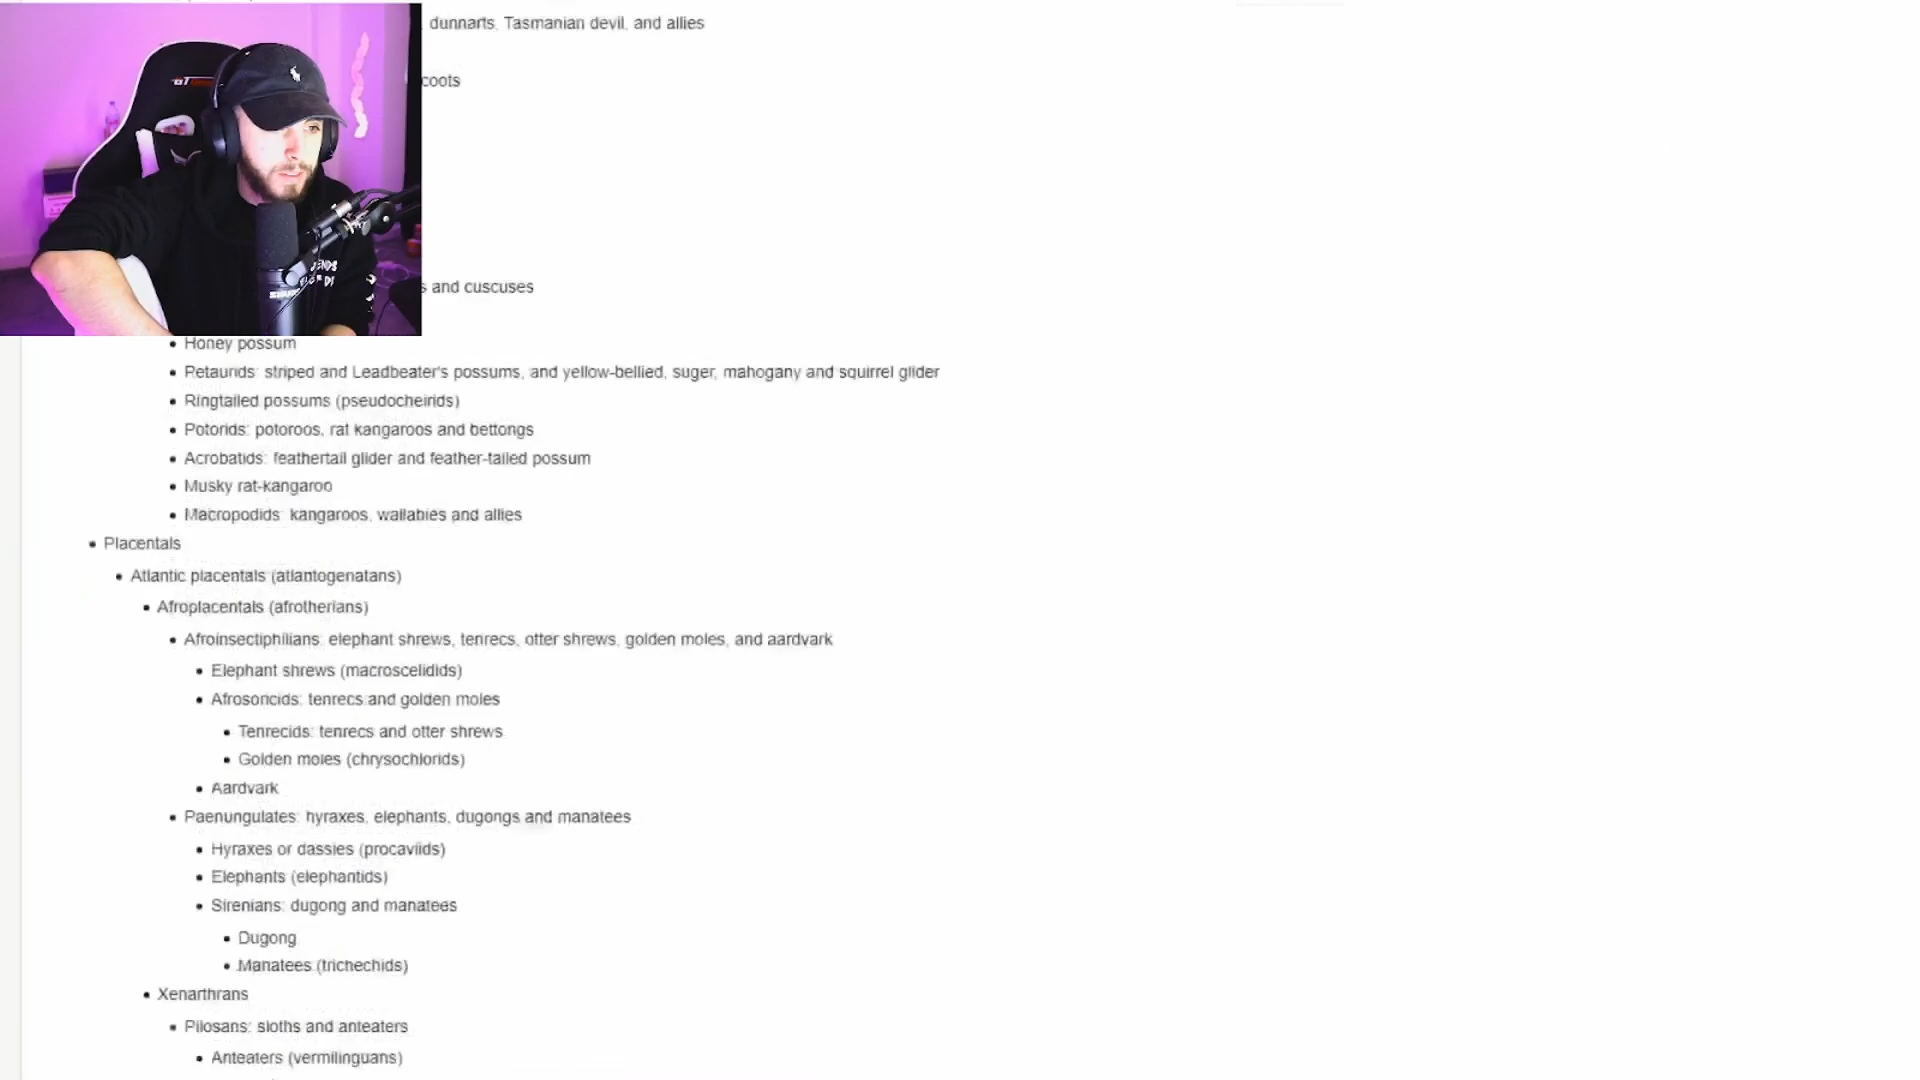 dunnarts, Tasmanian devil, and allies
coots
s and cuscuses
Honey possum
Petaurids: striped and Leadbeater's possums, and yellow-bellied, suger, mahogany and squirrel glider
Ringtailed possums (pseudocheirids)
Potorids: potoroos, rat kangaroos and bettongs
Acrobatids: feathertail glider and feather-tailed possum
Musky rat-kangaroo
Macropodids: kangaroos, wallabies and allies
Placentals
Atlantic placentals (atlantogenatans)
Afroplacentals (afrotherians)
Afroinsectiphilians: elephant shrews, tenrecs, otter shrews, golden moles, and aardvark
Elephant shrews (macroscelidids)
Afrosoricids: tenrecs and golden moles
Tenrecids: tenrecs and otter shrews
Golden moles (chrysochlorids)
Aardvark
Paenungulates: hyraxes, elephants, dugongs and manatees
Hyraxes or dassies (procaviids)
Elephants (elephantids)
Sirenians: dugong and manatees
Dugong
Manatees (trichechids)
Xenarthrans
Pilosans: sloths and anteaters
Anteaters (vermilinguans)